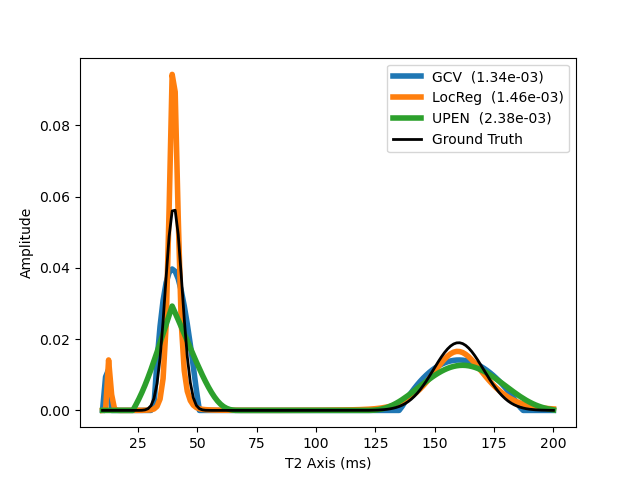 GCV (1.34e-03)
LocReg (1.46e-03)
UPEN (2.38e-03)
Ground Truth
Amplitude
0.08
0.06
0.04
0.02
0.00
25 50 75 100 125 150 175 200
T2 Axis (ms)